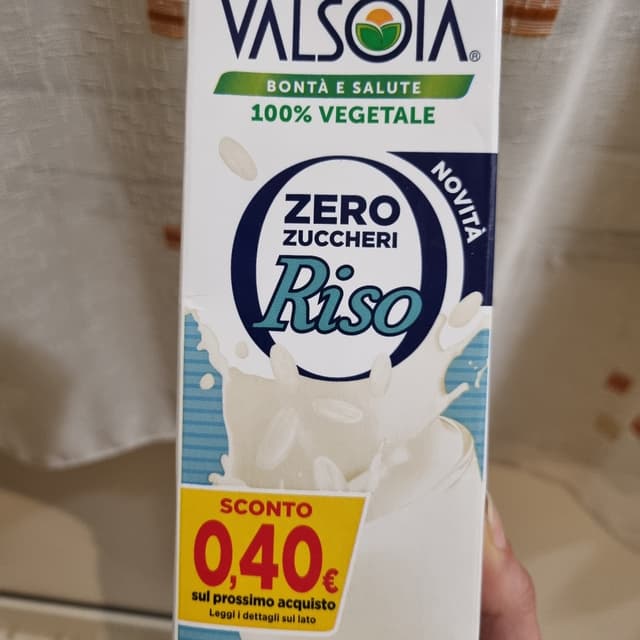 VALSOIA®
BONTÀ E SALUTE
100% VEGETALE
NOVITÀ
ZERO
ZUCCHERI
Riso
SCONTO
0,40€
sul prossimo acquisto
Leggi i dettagli sul lato